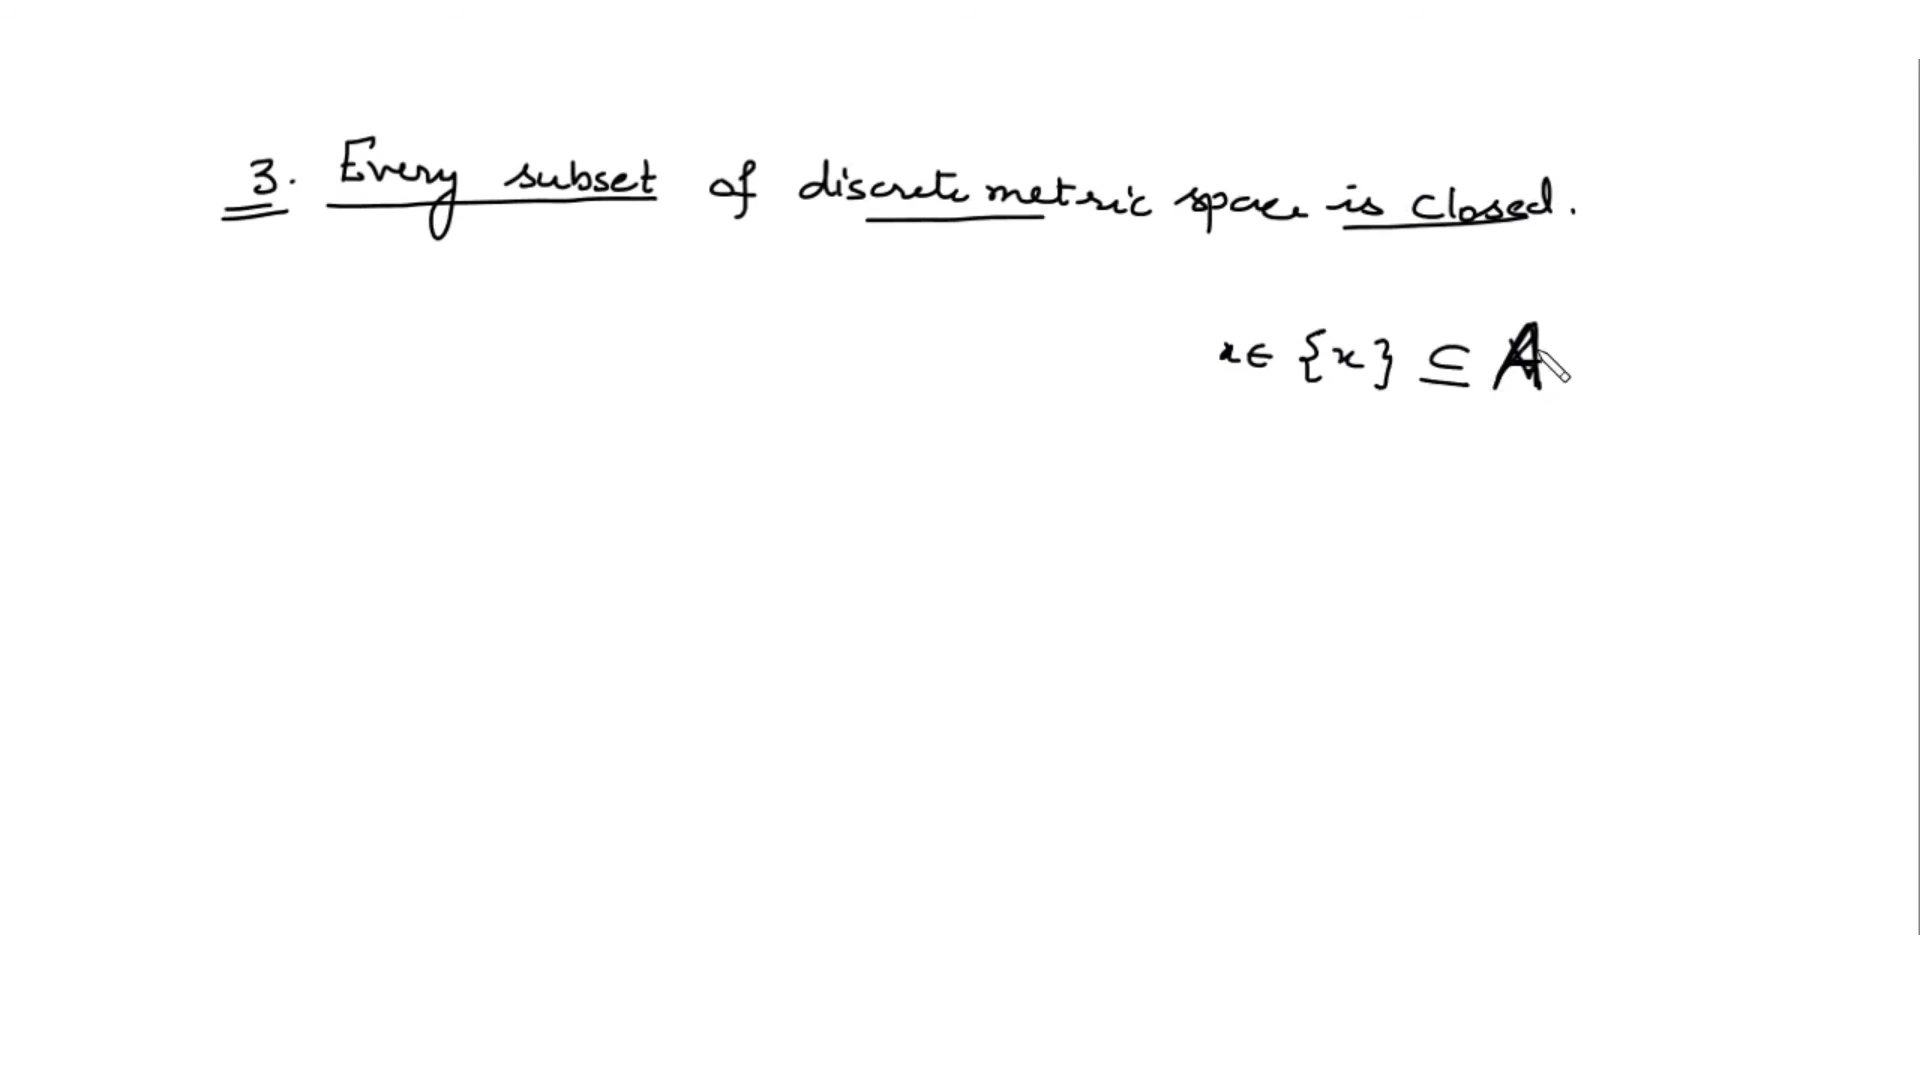 3. Every subset of discrete metric space is closed.
x ∈ {x} ⊆ A